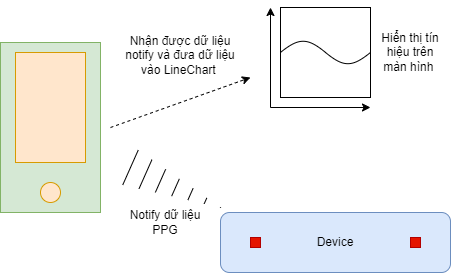 Nhận được dữ liệu
notify và đưa dữ liệu
vào LineChart
Hiển thị tín
hiệu trên
màn hình
Notify dữ liệu
PPG
Device